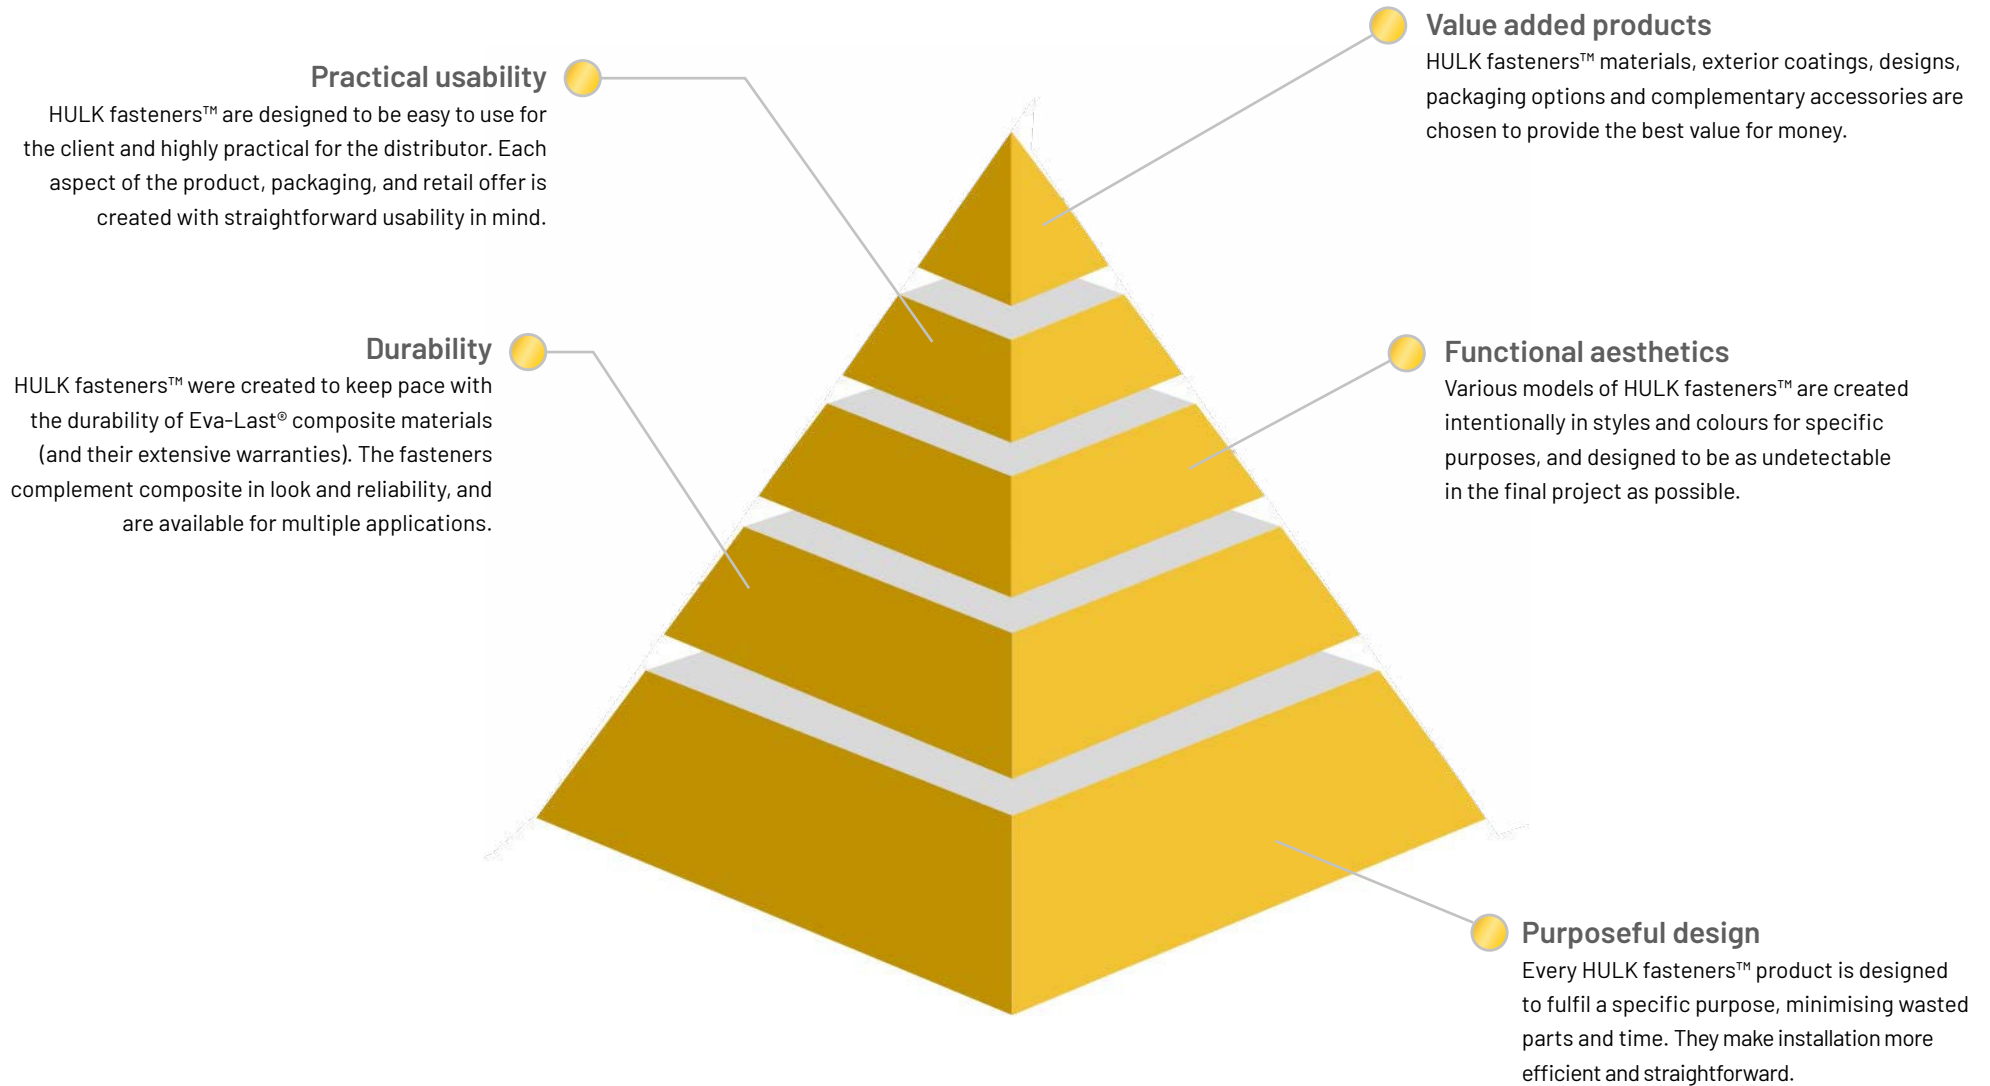 Value added products
HULK fasteners™ materials, exterior coatings, designs,
packaging options and complementary accessories are
chosen to provide the best value for money.
Practical usability
HULK fasteners™ are designed to be easy to use for
the client and highly practical for the distributor. Each
aspect of the product, packaging, and retail offer is
created with straightforward usability in mind.
Durability
HULK fasteners™ were created to keep pace with
the durability of Eva-Last® composite materials
(and their extensive warranties). The fasteners
complement composite in look and reliability, and
are available for multiple applications.
Functional aesthetics
Various models of HULK fasteners™ are created
intentionally in styles and colours for specific
purposes, and designed to be as undetectable
in the final project as possible.
Purposeful design
Every HULK fasteners™ product is designed
to fulfil a specific purpose, minimising wasted
parts and time. They make installation more
efficient and straightforward.